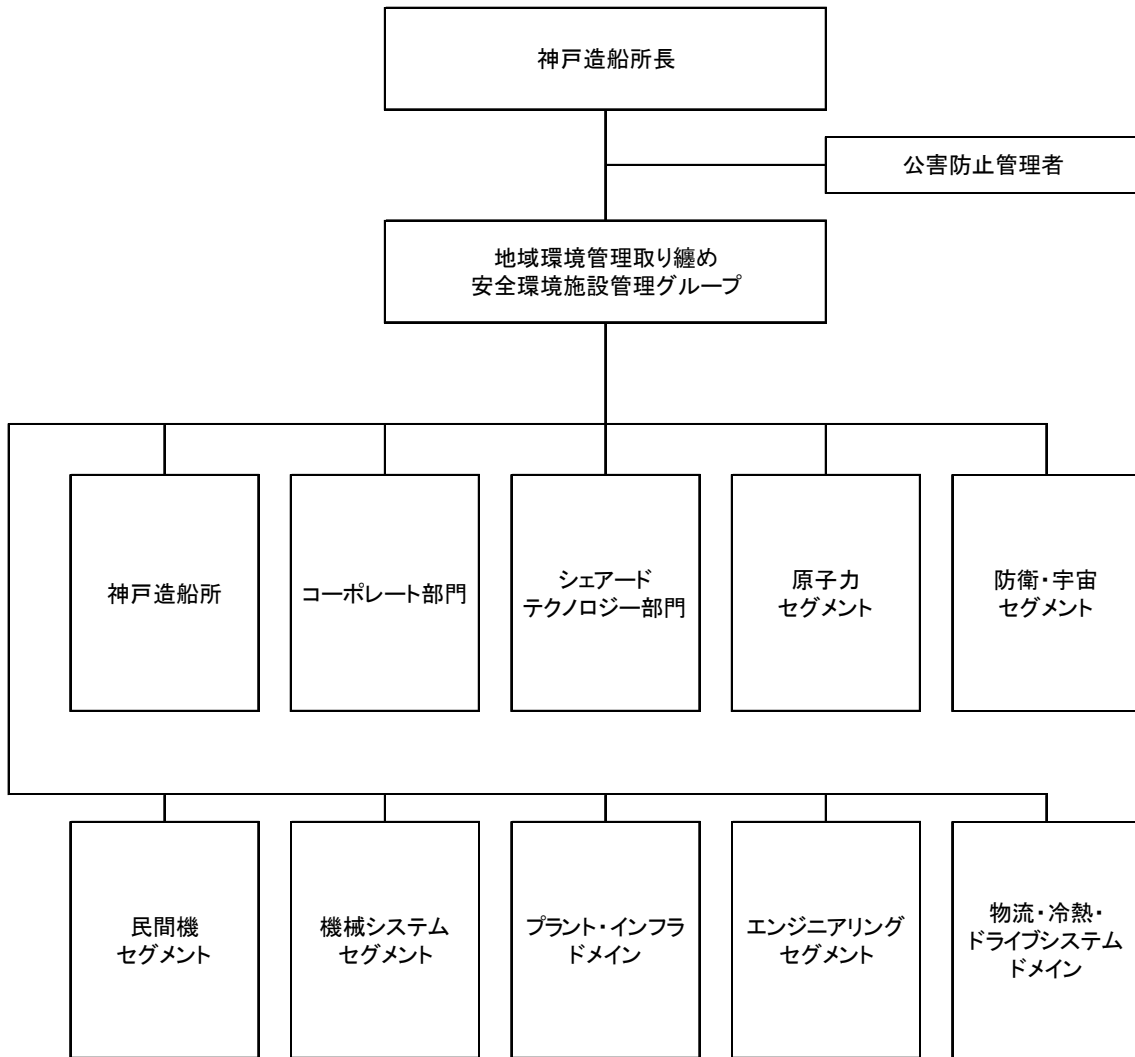 神戸造船所長
公害防止管理者
地域環境管理取り纏め
安全環境施設管理グループ
神戸造船所
コーポレート部門
シェアード
テクノロジー部門
原子力
セグメント
防衛・宇宙
セグメント
民間機
セグメント
機械システム
セグメント
プラント・インフラ
ドメイン
エンジニアリング
セグメント
物流・冷熱・
ドライブシステム
ドメイン